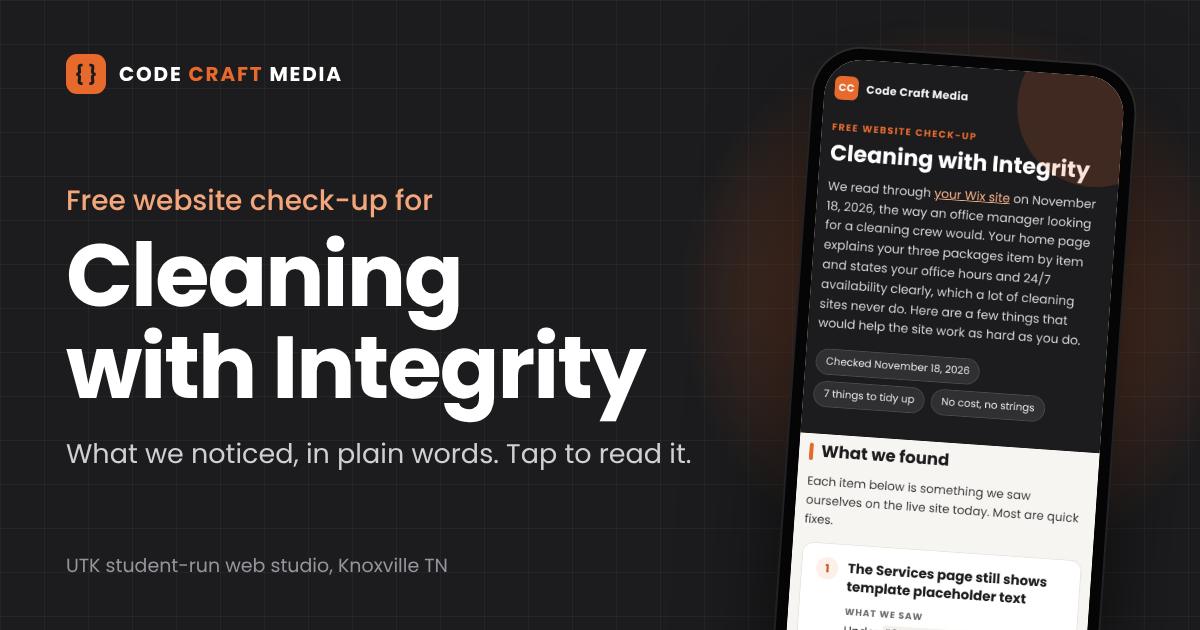 { } CODE CRAFT MEDIA
Free website check-up for
Cleaning
with Integrity
What we noticed, in plain words. Tap to read it.
UTK student-run web studio, Knoxville TN
CC Code Craft Media
FREE WEBSITE CHECK-UP
Cleaning with Integrity
We read through your Wix site on November
18, 2026, the way an office manager looking
for a cleaning crew would. Your home page
explains your three packages item by item
and states your office hours and 24/7
availability clearly, which a lot of cleaning
sites never do. Here are a few things that
would help the site work as hard as you do.
Checked November 18, 2026
7 things to tidy up
No cost, no strings
What we found
Each item below is something we saw
ourselves on the live site today. Most are quick
fixes.
1 The Services page still shows
template placeholder text
WHAT WE SAW